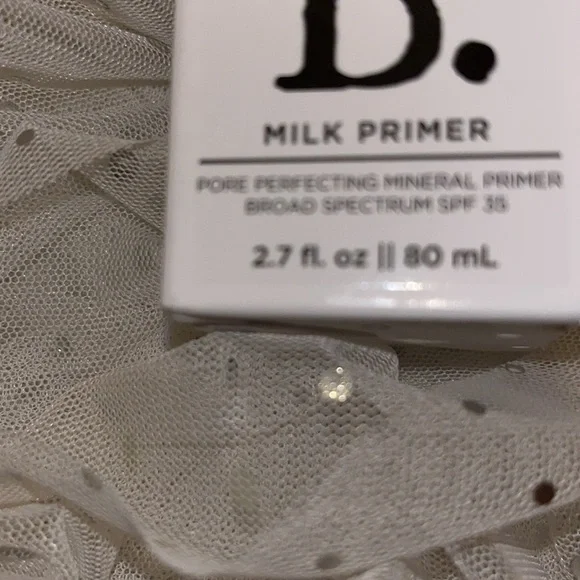 D.
MILK PRIMER
PORE PERFECTING MINERAL PRIMER
BROAD SPECTRUM SPF 35
2.7 fl. oz || 80 mL